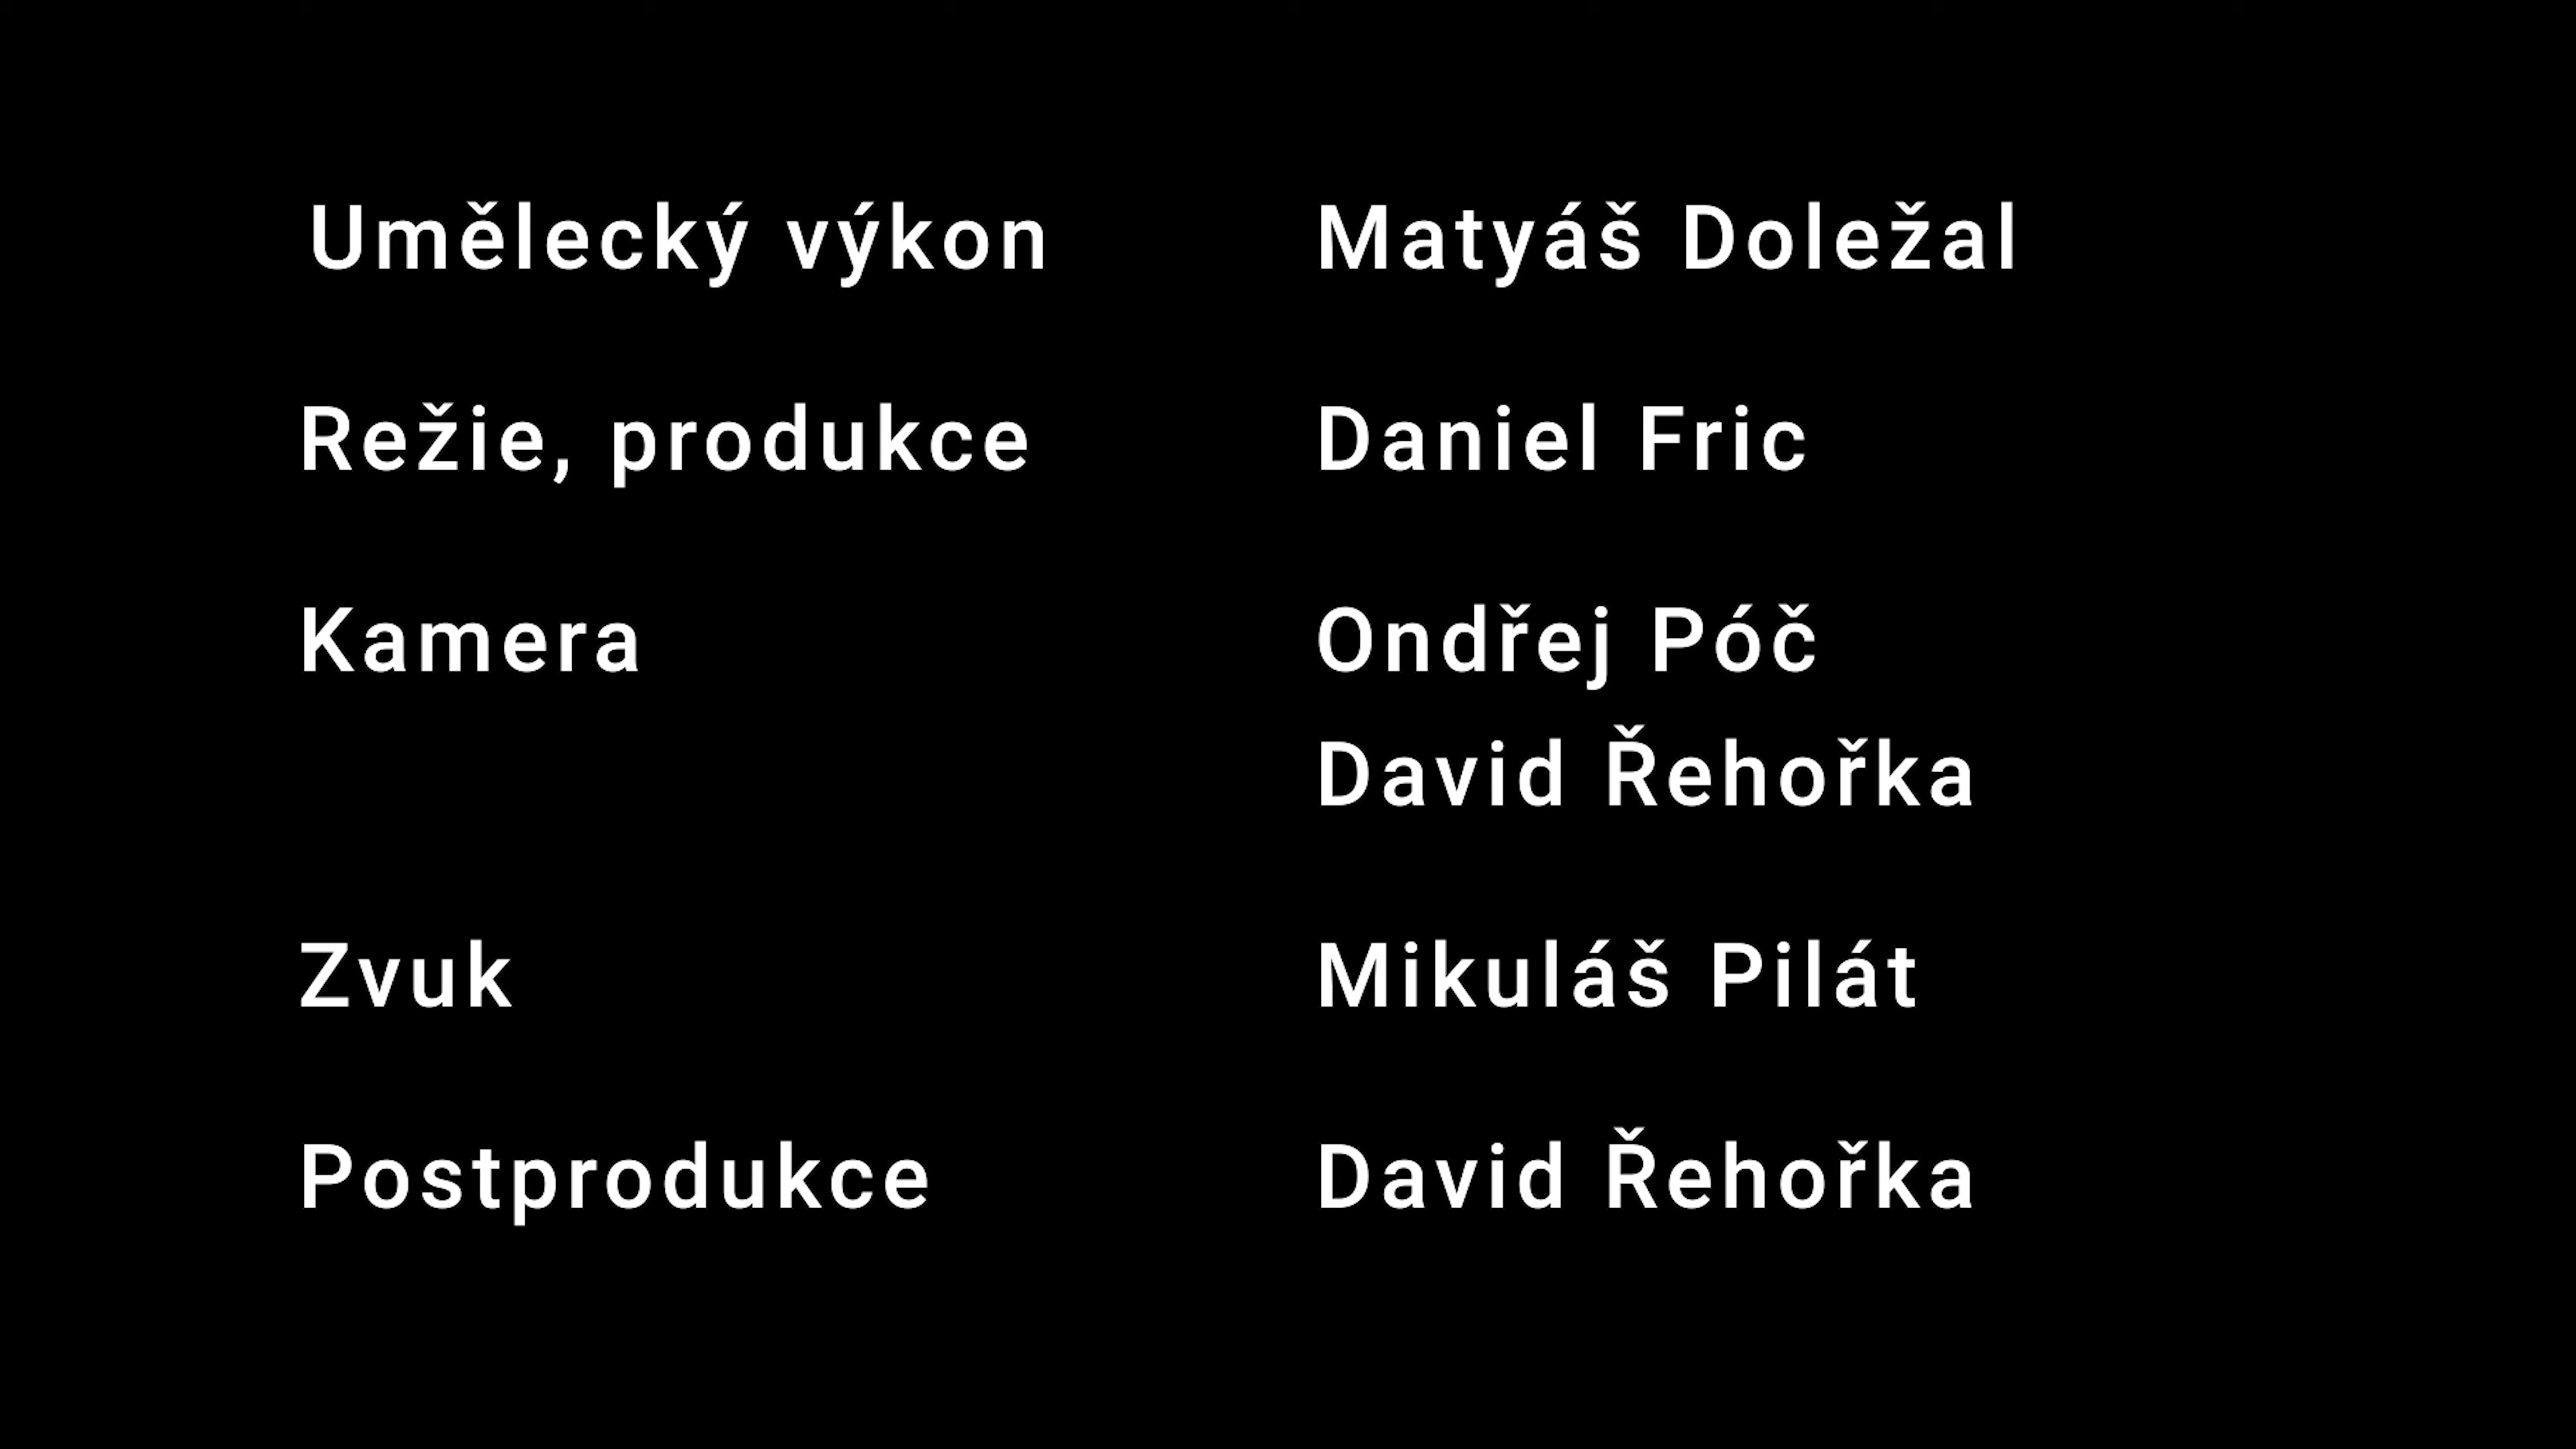 Umělecký výkon Matyáš Doležal
Režie, produkce Daniel Fric
Kamera Ondřej Póč
David Řehořka
Zvuk Mikuláš Pilát
Postprodukce David Řehořka